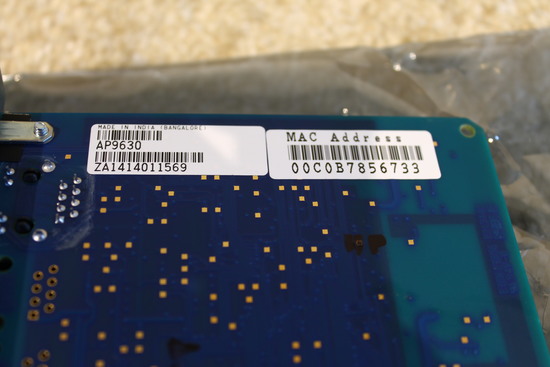 MADE IN INDIA (BANGALORE)
AP9630
ZA1414011569
MAC Address
00C0B7856733